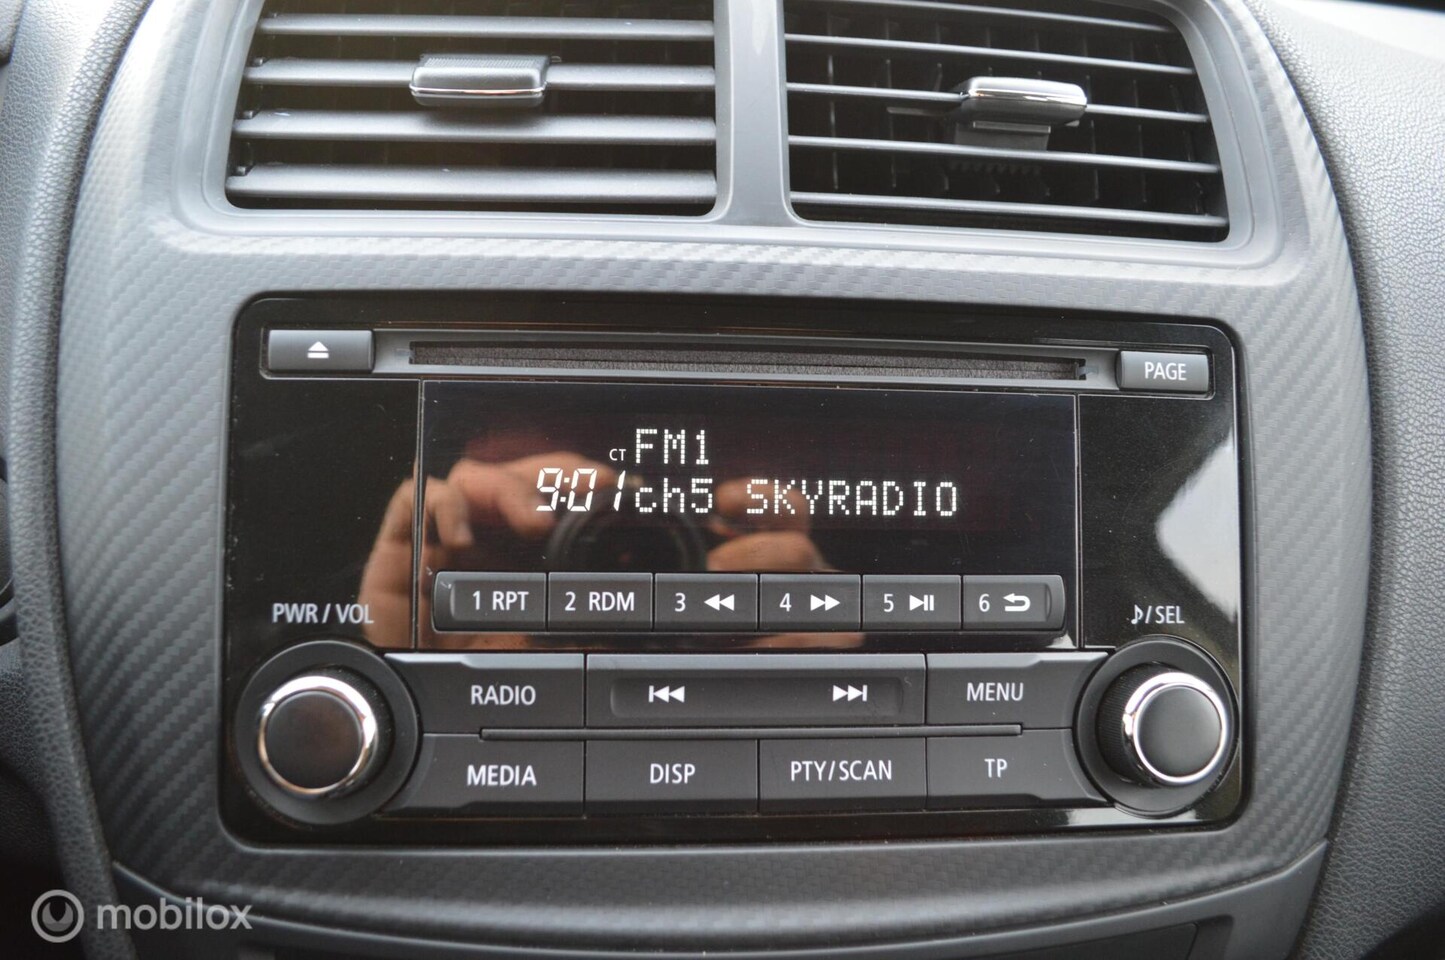 PAGE
CT FM1
9:01 ch5 SKYRADIO
1 RPT 2 RDM 3 4 5 6
PWR / VOL
♪/SEL
RADIO MENU
MEDIA DISP PTY/SCAN TP
mobilox